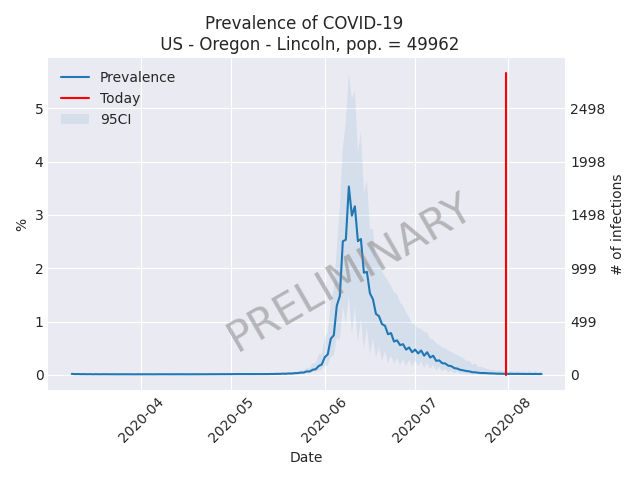 Prevalence of COVID-19
US - Oregon - Lincoln, pop. = 49962
Prevalence
Today
95CI
5
4
3
2
1
0
%
2498
1998
1498
999
499
0
# of infections
PRELIMINARY
2020-04
2020-05
2020-06
2020-07
2020-08
Date